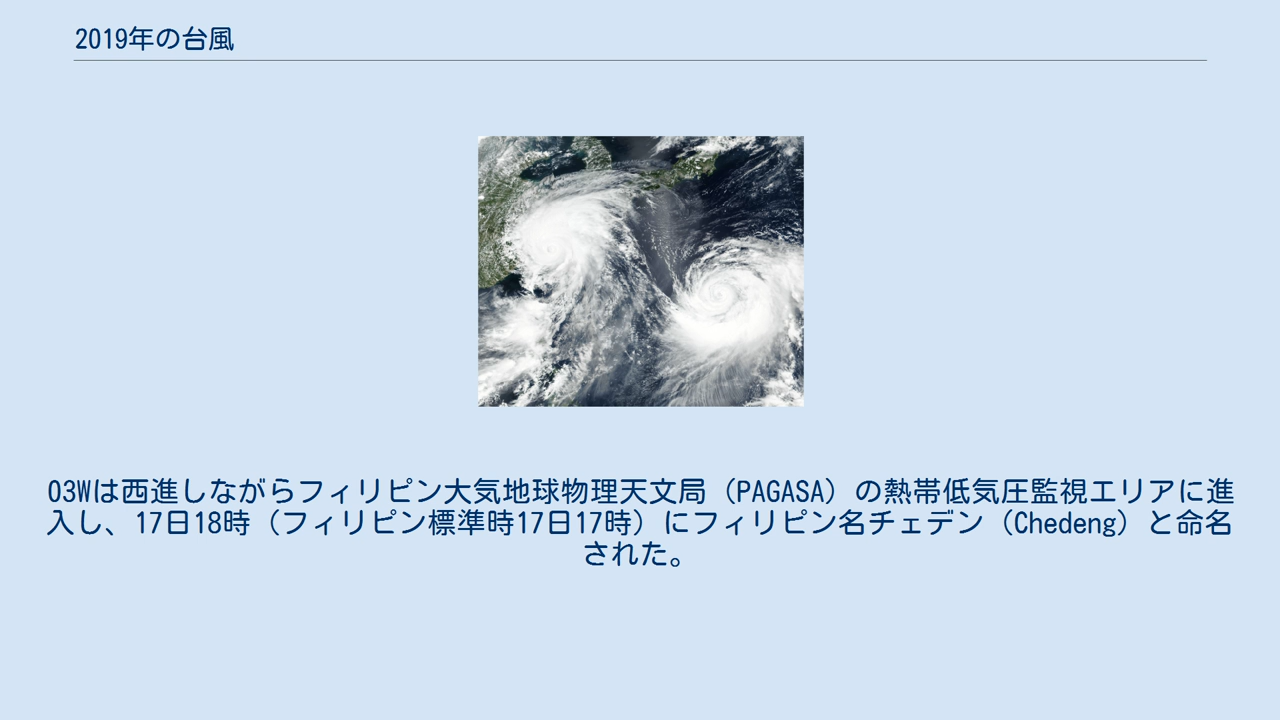 2019年の台風
03Wは西進しながらフィリピン大気地球物理天文局（PAGASA）の熱帯低気圧監視エリアに進
入し、17日18時（フィリピン標準時17日17時）にフィリピン名チェデン（Chedeng）と命名
された。